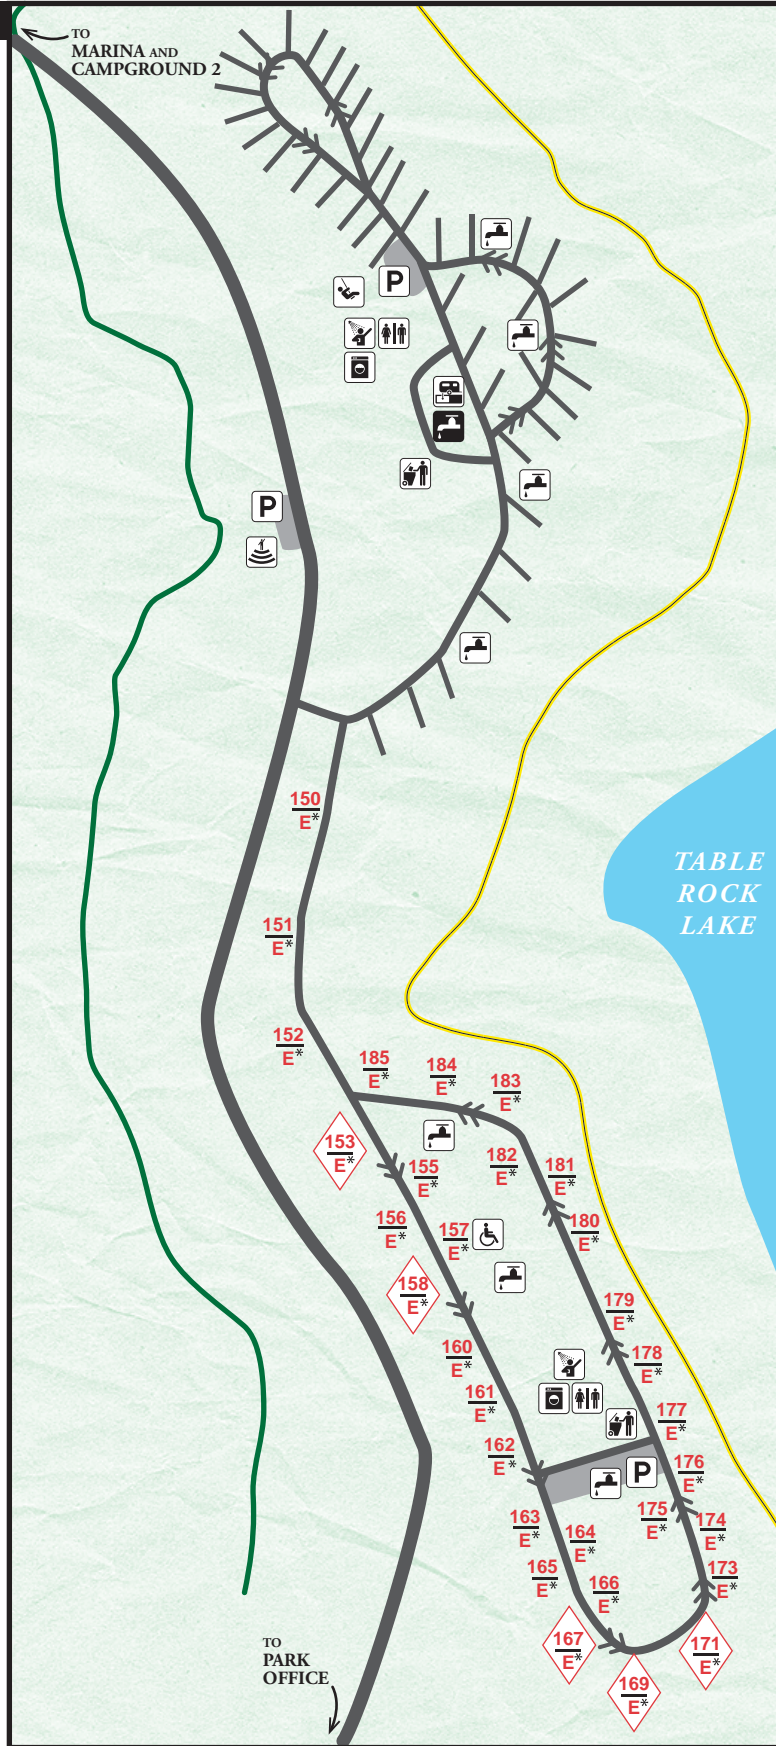 TO
MARINA AND
CAMPGROUND 2
P
P
TABLE
ROCK
LAKE
150
E*
151
E*
152
E*
185
E*
184
E*
183
E*
153
E*
155
E*
182
E*
181
E*
156
E*
157
E*
180
E*
158
E*
179
E*
160
E*
178
E*
161
E*
177
E*
162
E*
P
176
E*
163
E*
164
E*
175
E*
174
E*
165
E*
166
E*
173
E*
167
E*
169
E*
171
E*
TO
PARK
OFFICE